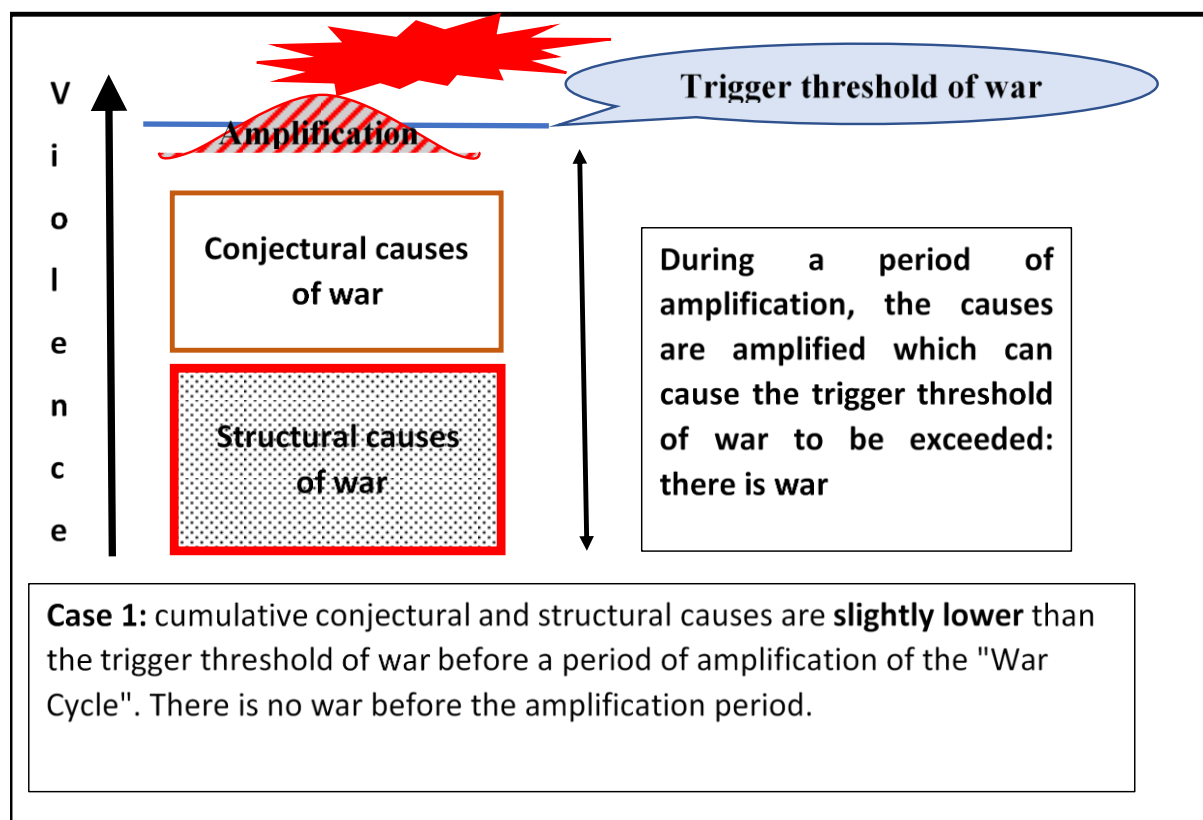 Violence
Trigger threshold of war
Amplification
Conjectural causes
of war
Structural causes
of war
During a period of
amplification, the causes
are amplified which can
cause the trigger threshold
of war to be exceeded:
there is war
Case 1: cumulative conjectural and structural causes are slightly lower than
the trigger threshold of war before a period of amplification of the "War
Cycle". There is no war before the amplification period.